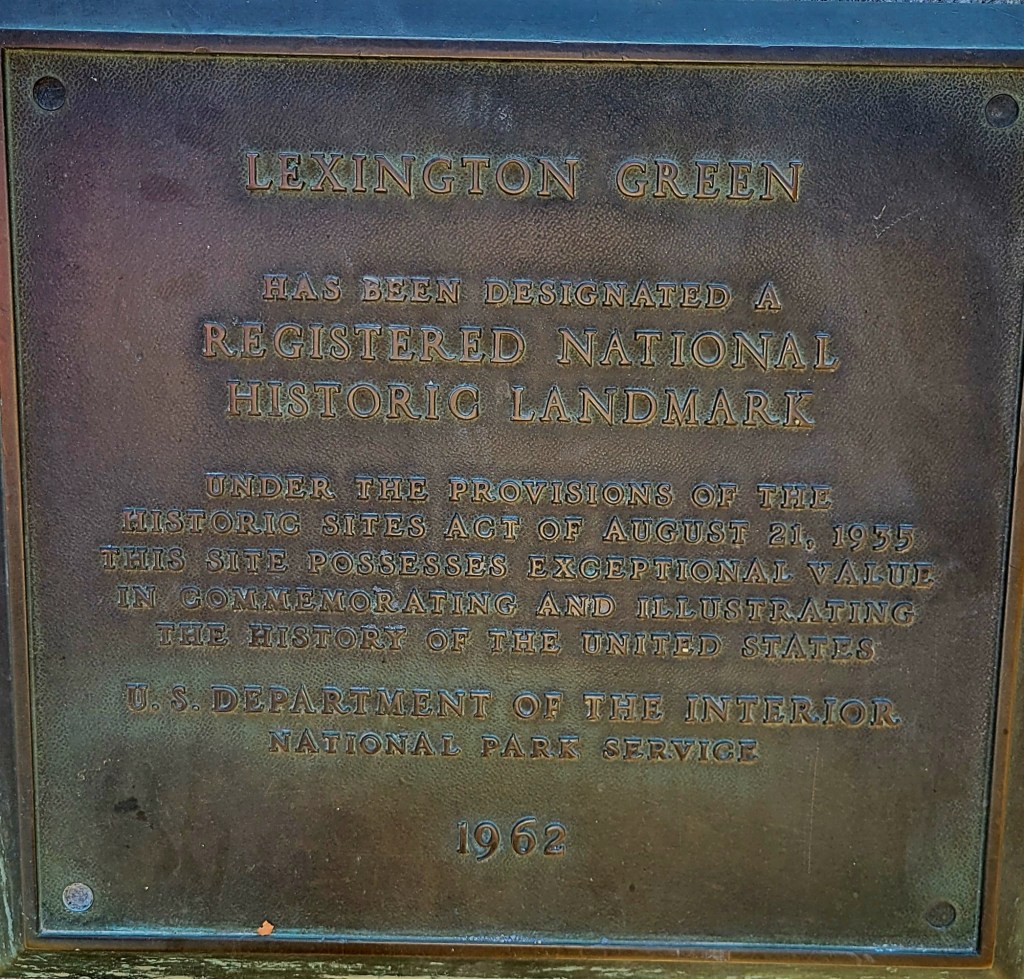 LEXINGTON GREEN
HAS BEEN DESIGNATED A
REGISTERED NATIONAL
HISTORIC LANDMARK
UNDER THE PROVISIONS OF THE
HISTORIC SITES ACT OF AUGUST 21, 1935
THIS SITE POSSESSES EXCEPTIONAL VALUE
IN COMMEMORATING AND ILLUSTRATING
THE HISTORY OF THE UNITED STATES
U. S. DEPARTMENT OF THE INTERIOR
NATIONAL PARK SERVICE
1962